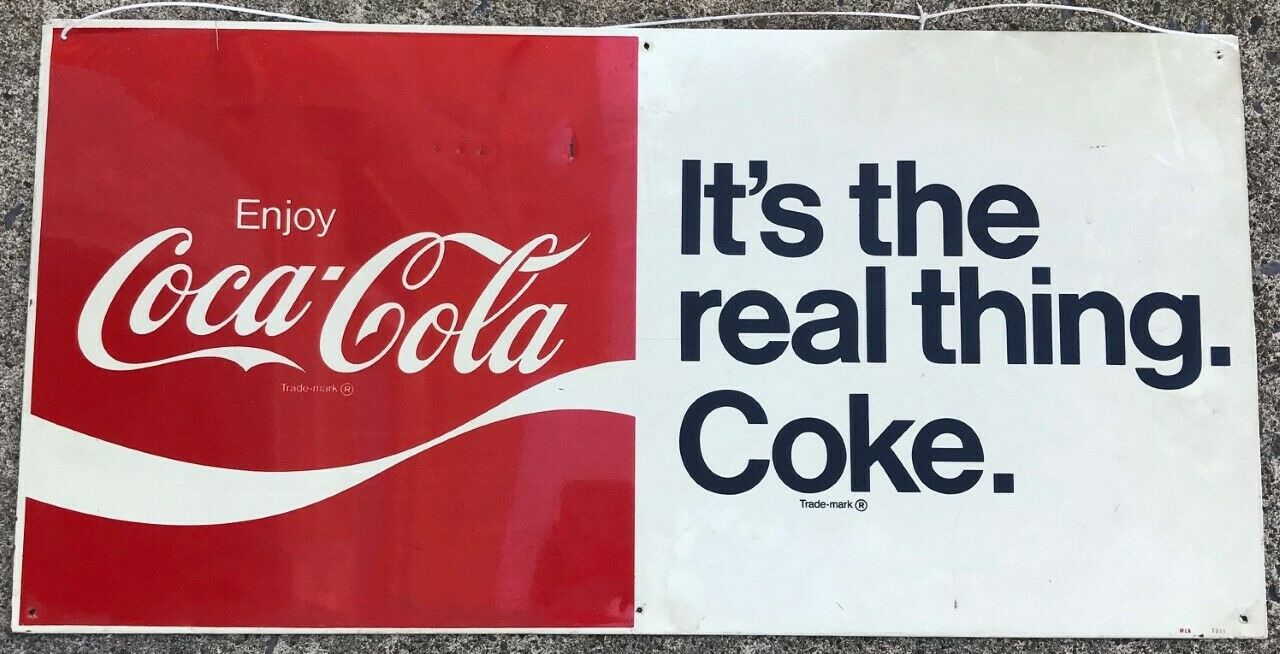 Enjoy
Coca-Cola
Trade-mark ®
It's the
real thing.
Coke.
Trade-mark ®